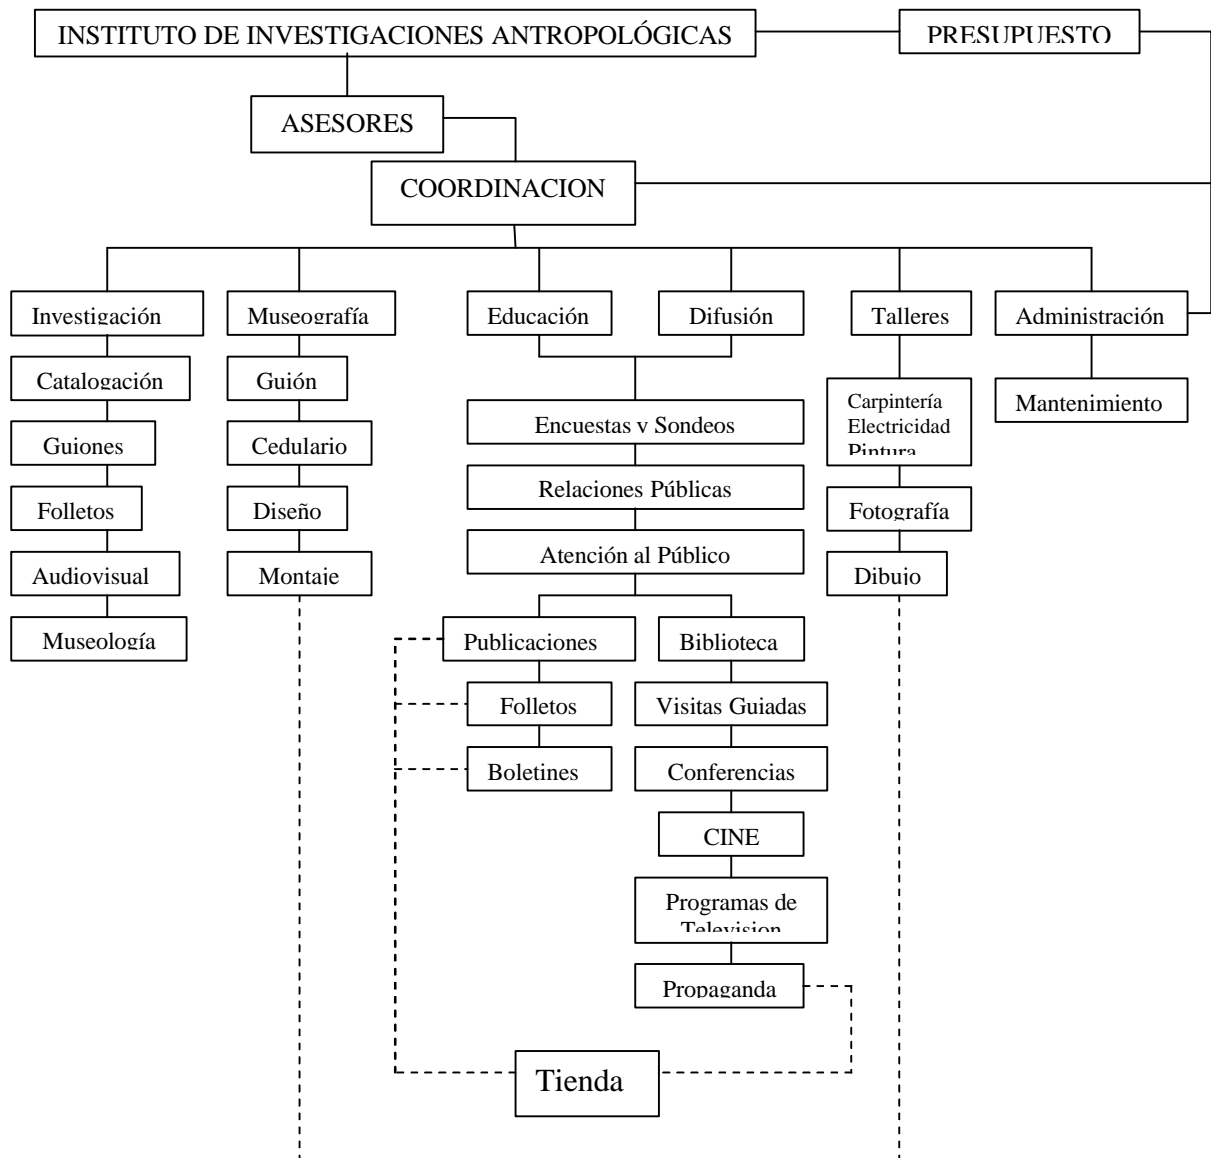 INSTITUTO DE INVESTIGACIONES ANTROPOLÓGICAS
PRESUPUESTO
ASESORES
COORDINACION
Investigación
Museografía
Educación
Difusión
Talleres
Administración
Catalogación
Guión
Carpintería
Electricidad
Pintura
Mantenimiento
Guiones
Cedulario
Encuestas y Sondeos
Folletos
Diseño
Relaciones Públicas
Fotografía
Audiovisual
Montaje
Atención al Público
Dibujo
Museología
Publicaciones
Biblioteca
Folletos
Visitas Guiadas
Boletines
Conferencias
CINE
Programas de
Television
Propaganda
Tienda